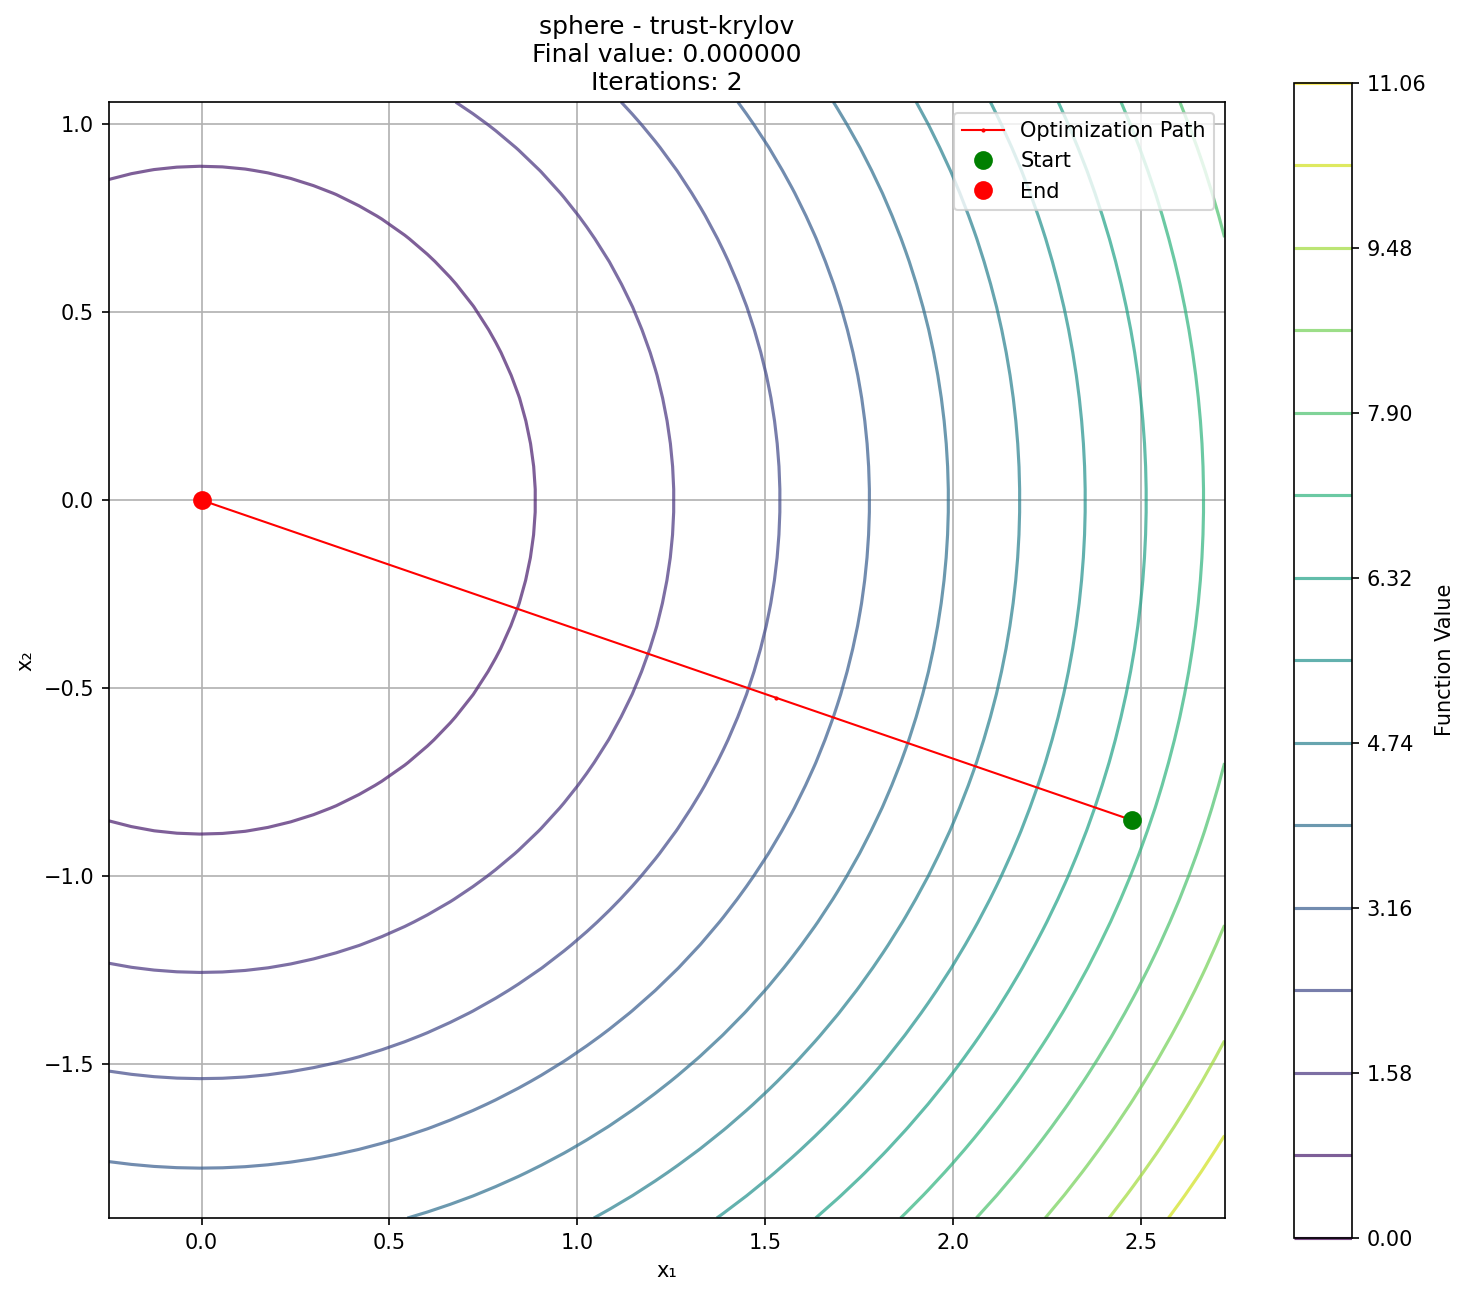 sphere - trust-krylov
Final value: 0.000000
Iterations: 2
Optimization Path
Start
End
1.0
0.5
0.0
−0.5
−1.0
−1.5
x₂
0.0
0.5
1.0
1.5
2.0
2.5
x₁
11.06
9.48
7.90
6.32
4.74
3.16
1.58
0.00
Function Value